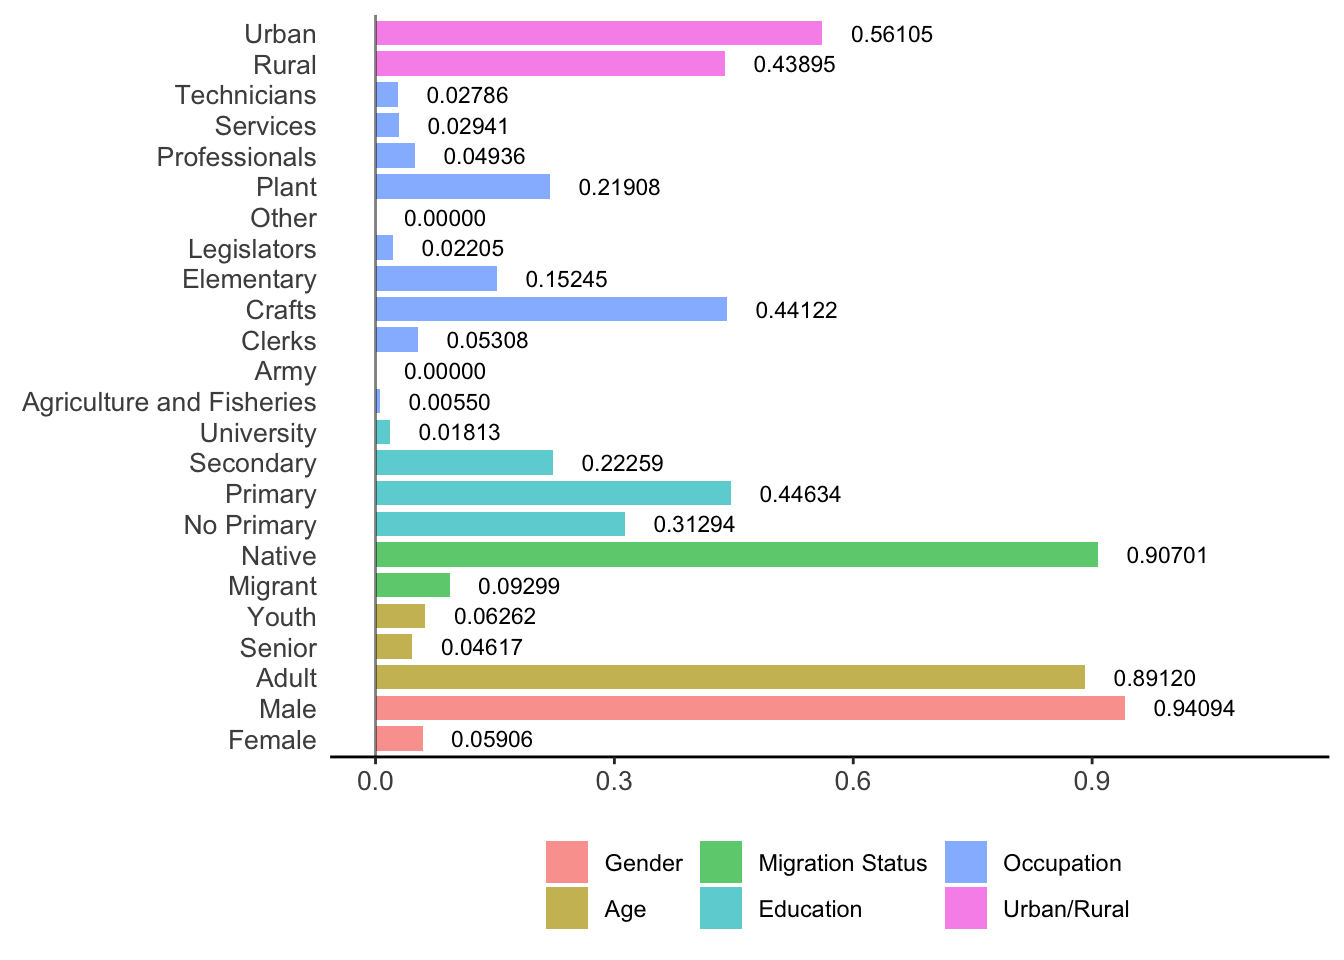 Urban 0.56105
Rural 0.43895
Technicians 0.02786
Services 0.02941
Professionals 0.04936
Plant 0.21908
Other 0.00000
Legislators 0.02205
Elementary 0.15245
Crafts 0.44122
Clerks 0.05308
Army 0.00000
Agriculture and Fisheries 0.00550
University 0.01813
Secondary 0.22259
Primary 0.44634
No Primary 0.31294
Native 0.90701
Migrant 0.09299
Youth 0.06262
Senior 0.04617
Adult 0.89120
Male 0.94094
Female 0.05906
0.0 0.3 0.6 0.9
Gender Migration Status Occupation
Age Education Urban/Rural